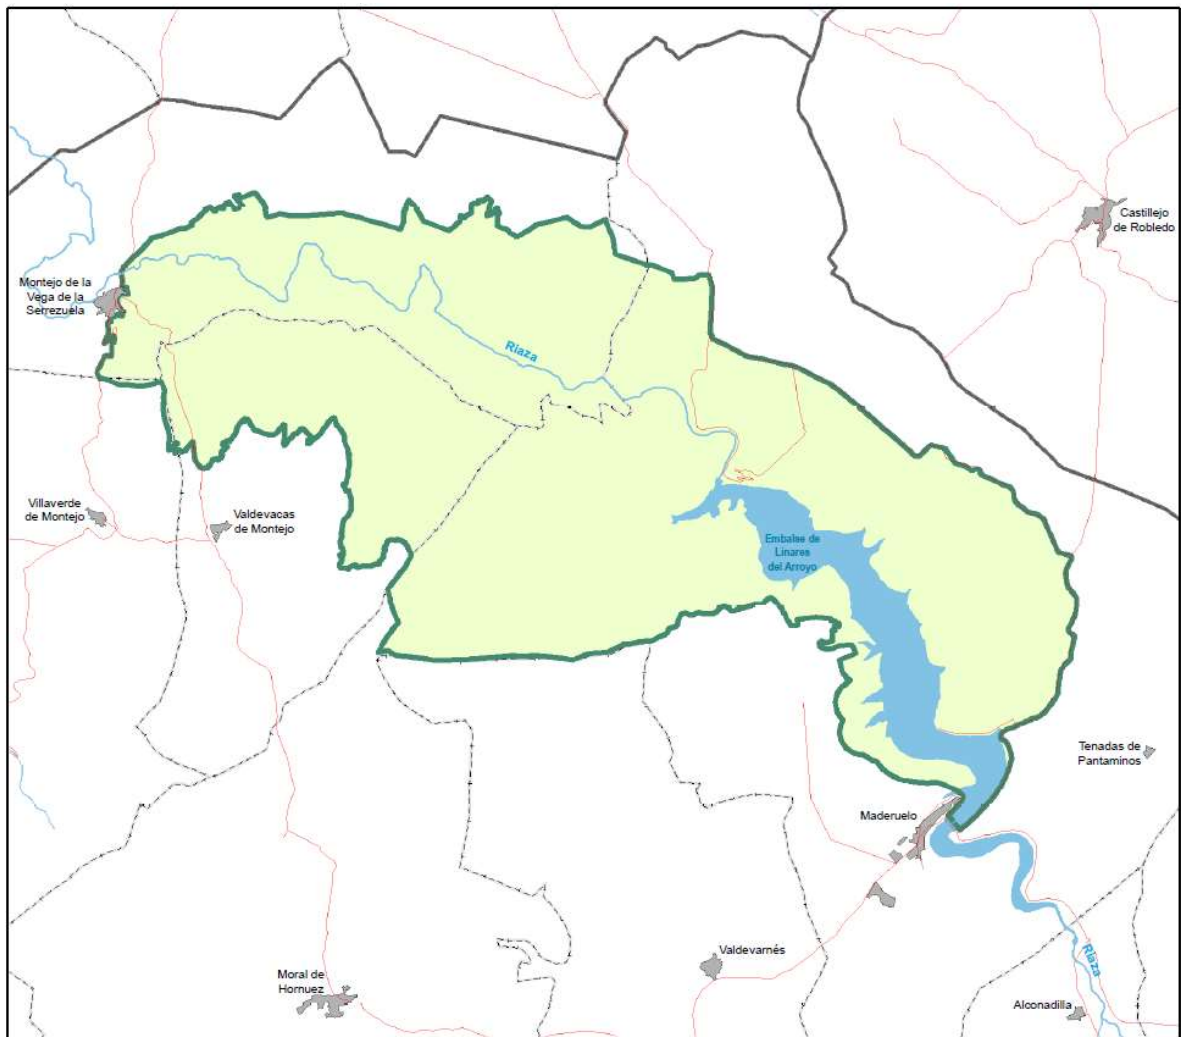 Castillejo
de Robledo
Montejo de la
Vega de la
Serrezuela
Riaza
Villaverde
de Montejo
Valdevacas
de Montejo
Embalse de
Linares
del Arroyo
Tenadas de
Pantaminos
Maderuelo
Valdevarnés
Riaza
Moral de
Hornuez
Alconadilla